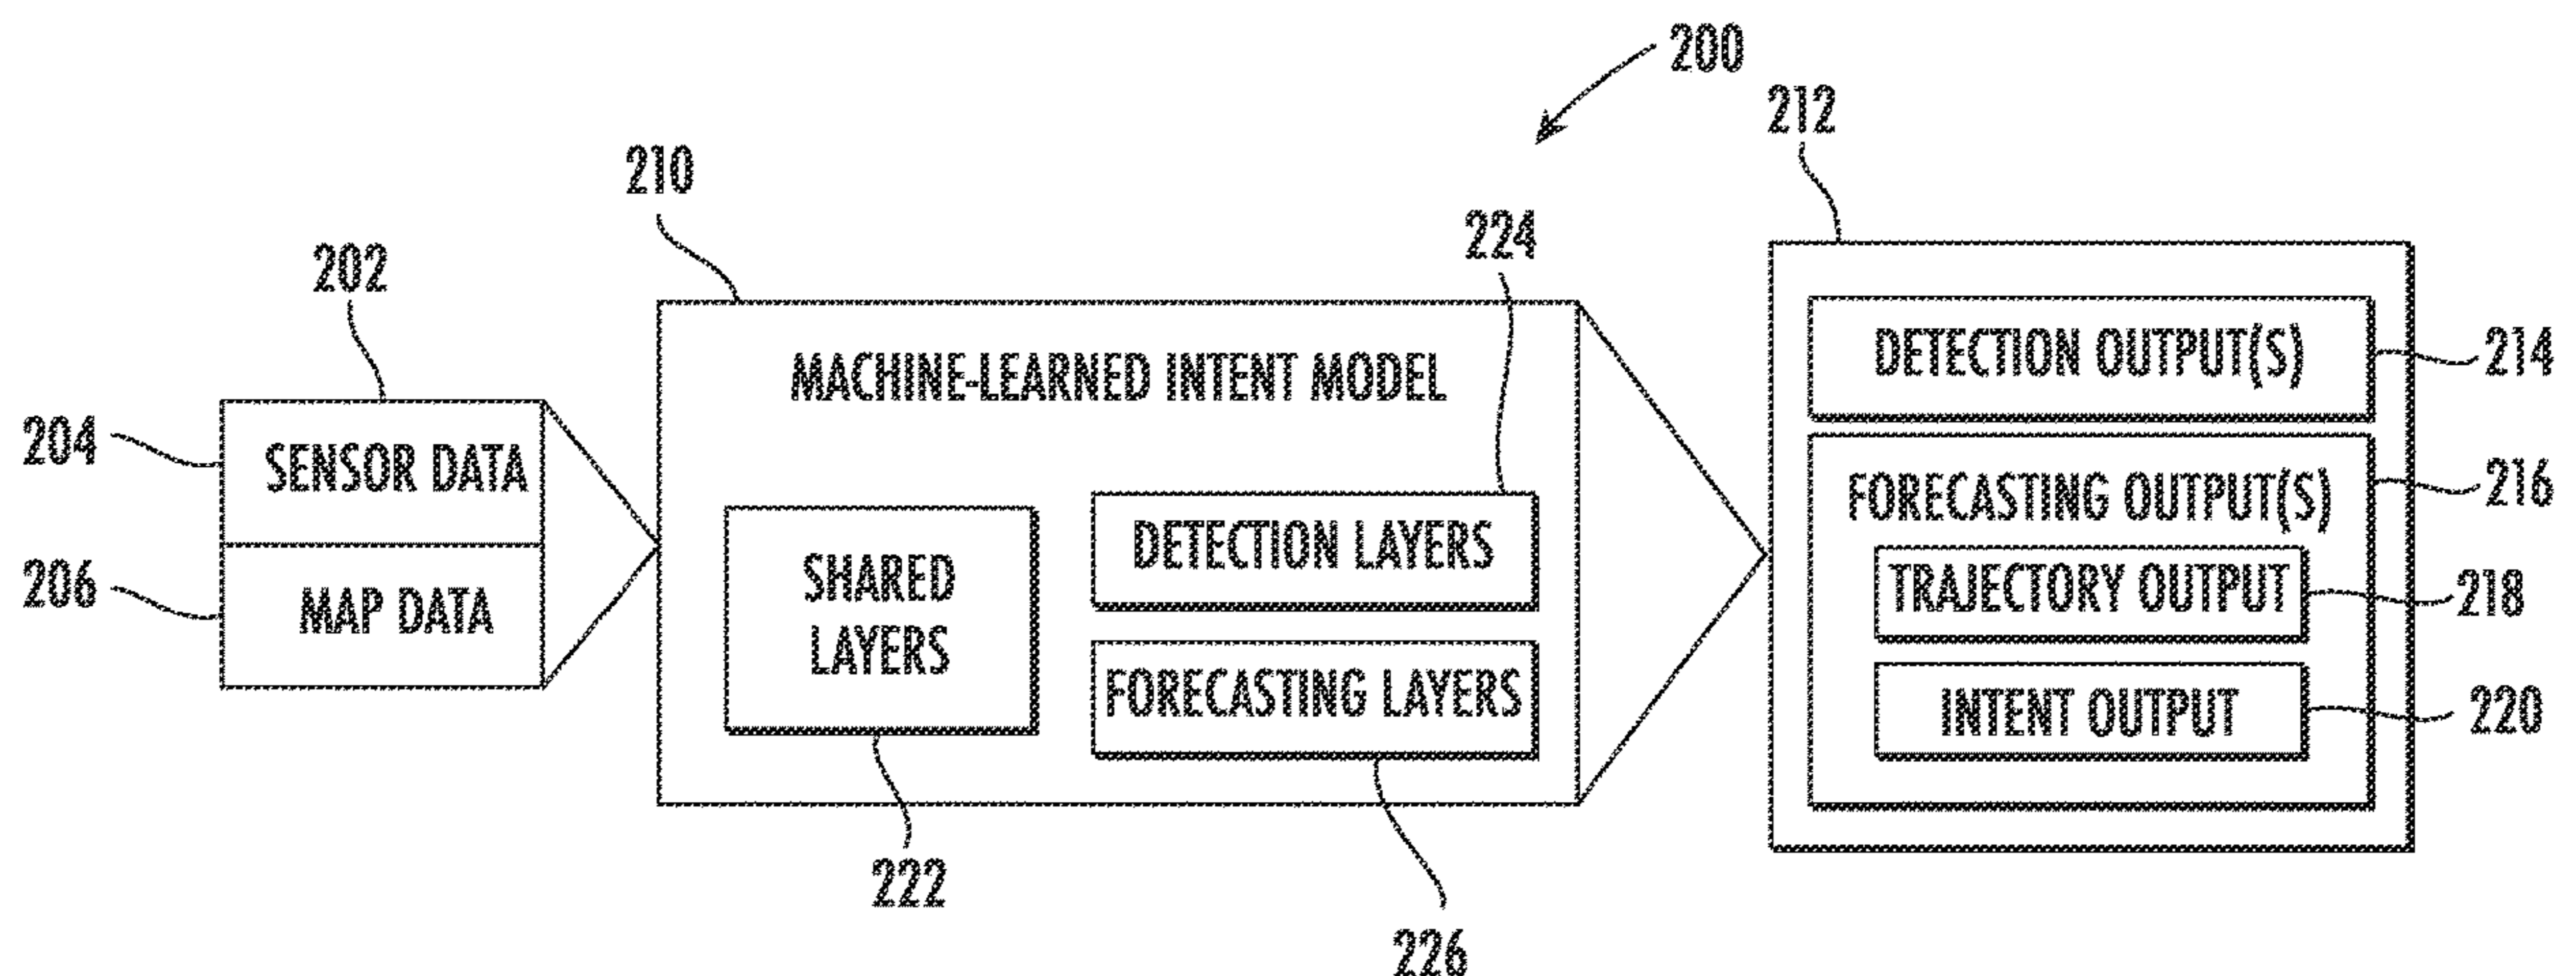 200
212
210
224
202
204
SENSOR DATA
206
MAP DATA
MACHINE-LEARNED INTENT MODEL
SHARED
LAYERS
DETECTION LAYERS
FORECASTING LAYERS
222
226
DETECTION OUTPUT(S)
214
FORECASTING OUTPUT(S)
216
TRAJECTORY OUTPUT
218
INTENT OUTPUT
220